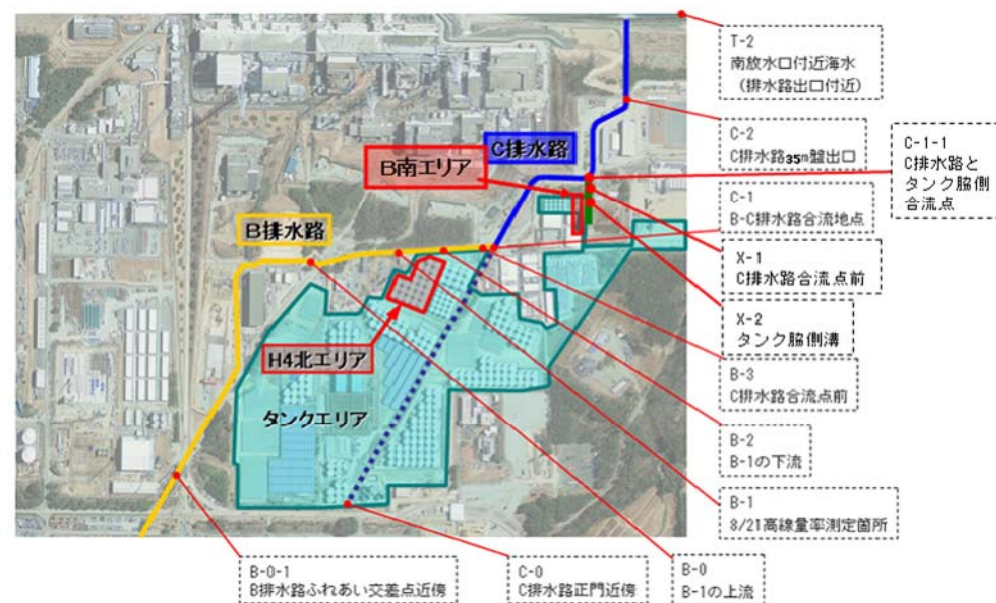 T-2
南放水口付近海水
（排水路出口付近）
C-2
C排水路35m盤出口
C-1-1
C排水路と
タンク脇側
合流点
C-1
B-C排水路合流地点
X-1
C排水路合流点前
X-2
タンク脇側溝
B-3
C排水路合流点前
B-2
B-1の下流
B-1
8/21高線量率測定箇所
B-0
B-1の上流
C-0
C排水路正門近傍
B-0-1
B排水路ふれあい交差点近傍
C排水路
B南エリア
B排水路
H4北エリア
タンクエリア